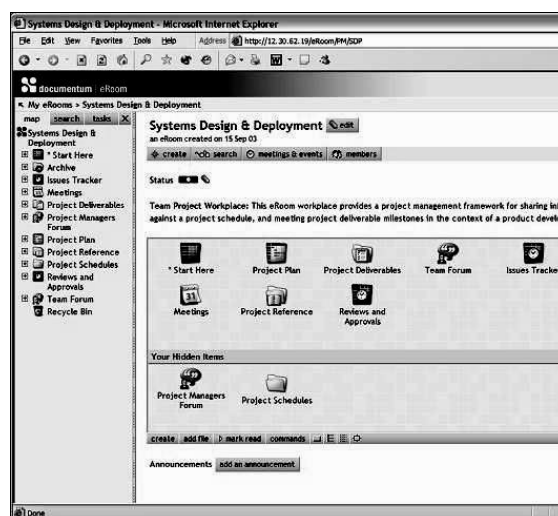 Systems Design & Deployment - Microsoft Internet Explorer
File Edit View Favorites Tools Help Address http://12.30.62.19/eRoom/PM/SDP
documentum eRoom
My eRooms > Systems Design & Deployment
map search tasks X
Systems Design & Deployment
* Start Here
Archive
Issues Tracker
Meetings
Project Deliverables
Project Managers Forum
Project Plan
Project Reference
Project Schedules
Reviews and Approvals
Team Forum
Recycle Bin
Systems Design & Deployment edit
an eRoom created on 15 Sep 03
create search meetings & events members
Status
Team Project Workplace: This eRoom workplace provides a project management framework for sharing in
against a project schedule, and meeting project deliverable milestones in the context of a product devel
* Start Here Project Plan Project Deliverables Team Forum Issues Tracke
Meetings Project Reference Reviews and Approvals
Your Hidden Items
Project Managers Forum Project Schedules
create add file mark read commands
Announcements add an announcement
Done